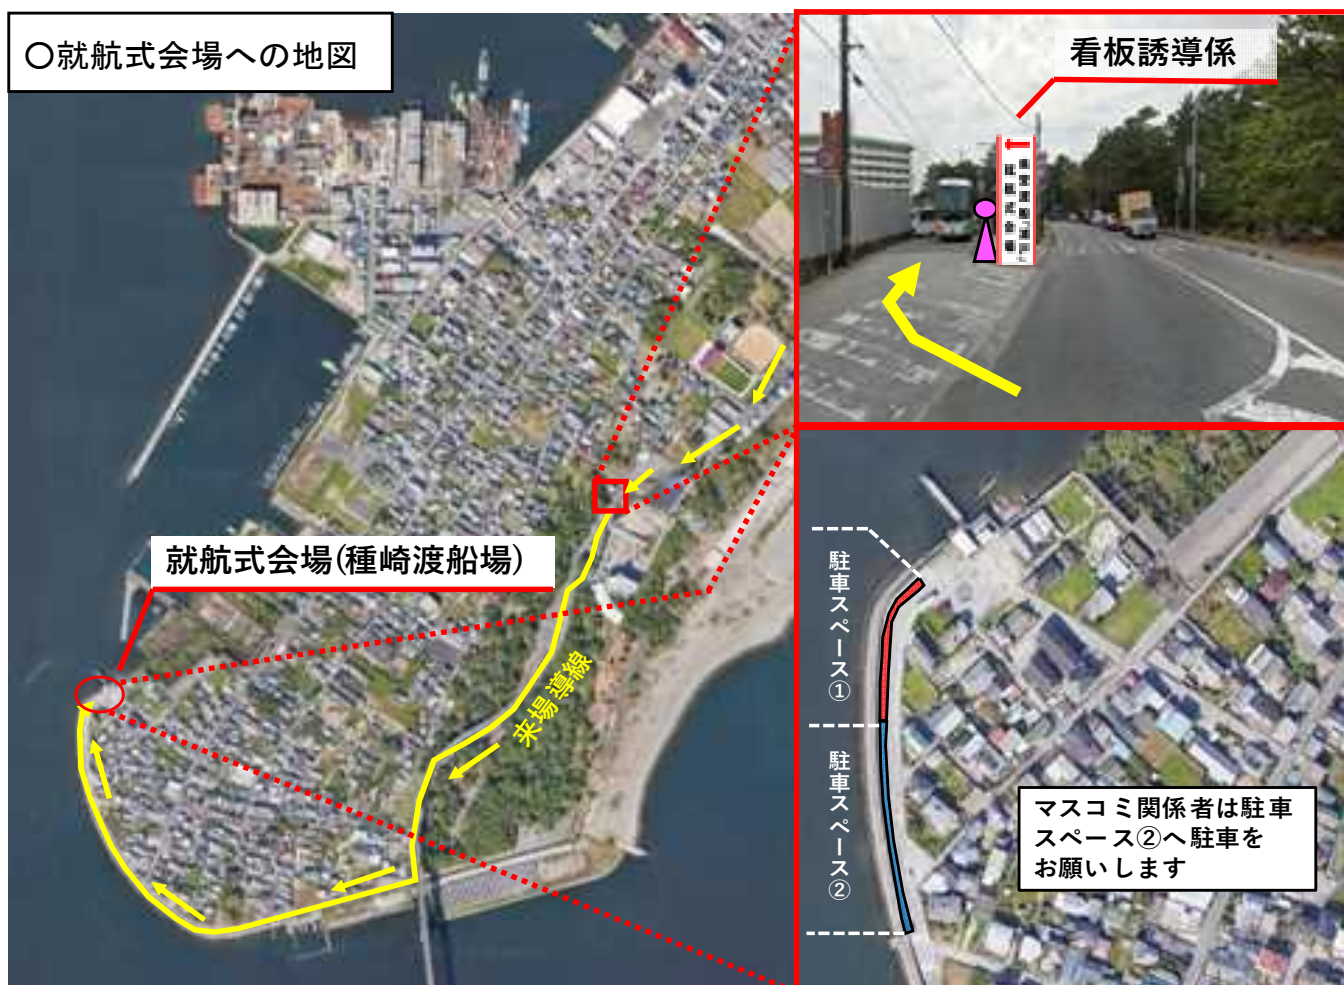 〇就航式会場への地図
看板誘導係
就航式会場(種崎渡船場)
来場導線
駐車スペース①
駐車スペース②
マスコミ関係者は駐車
スペース②へ駐車を
お願いします